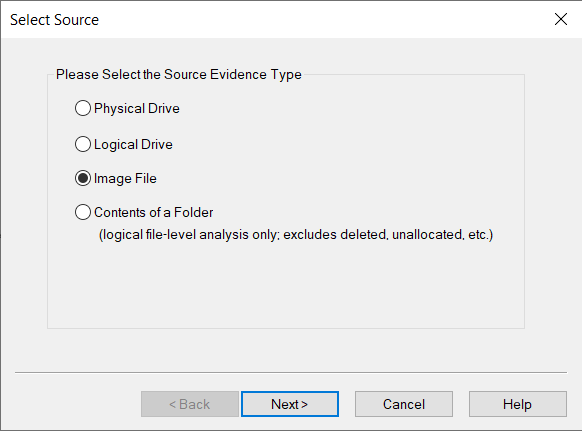 Select Source
Please Select the Source Evidence Type
Physical Drive
Logical Drive
Image File
Contents of a Folder
(logical file-level analysis only; excludes deleted, unallocated, etc.)
< Back
Next >
Cancel
Help